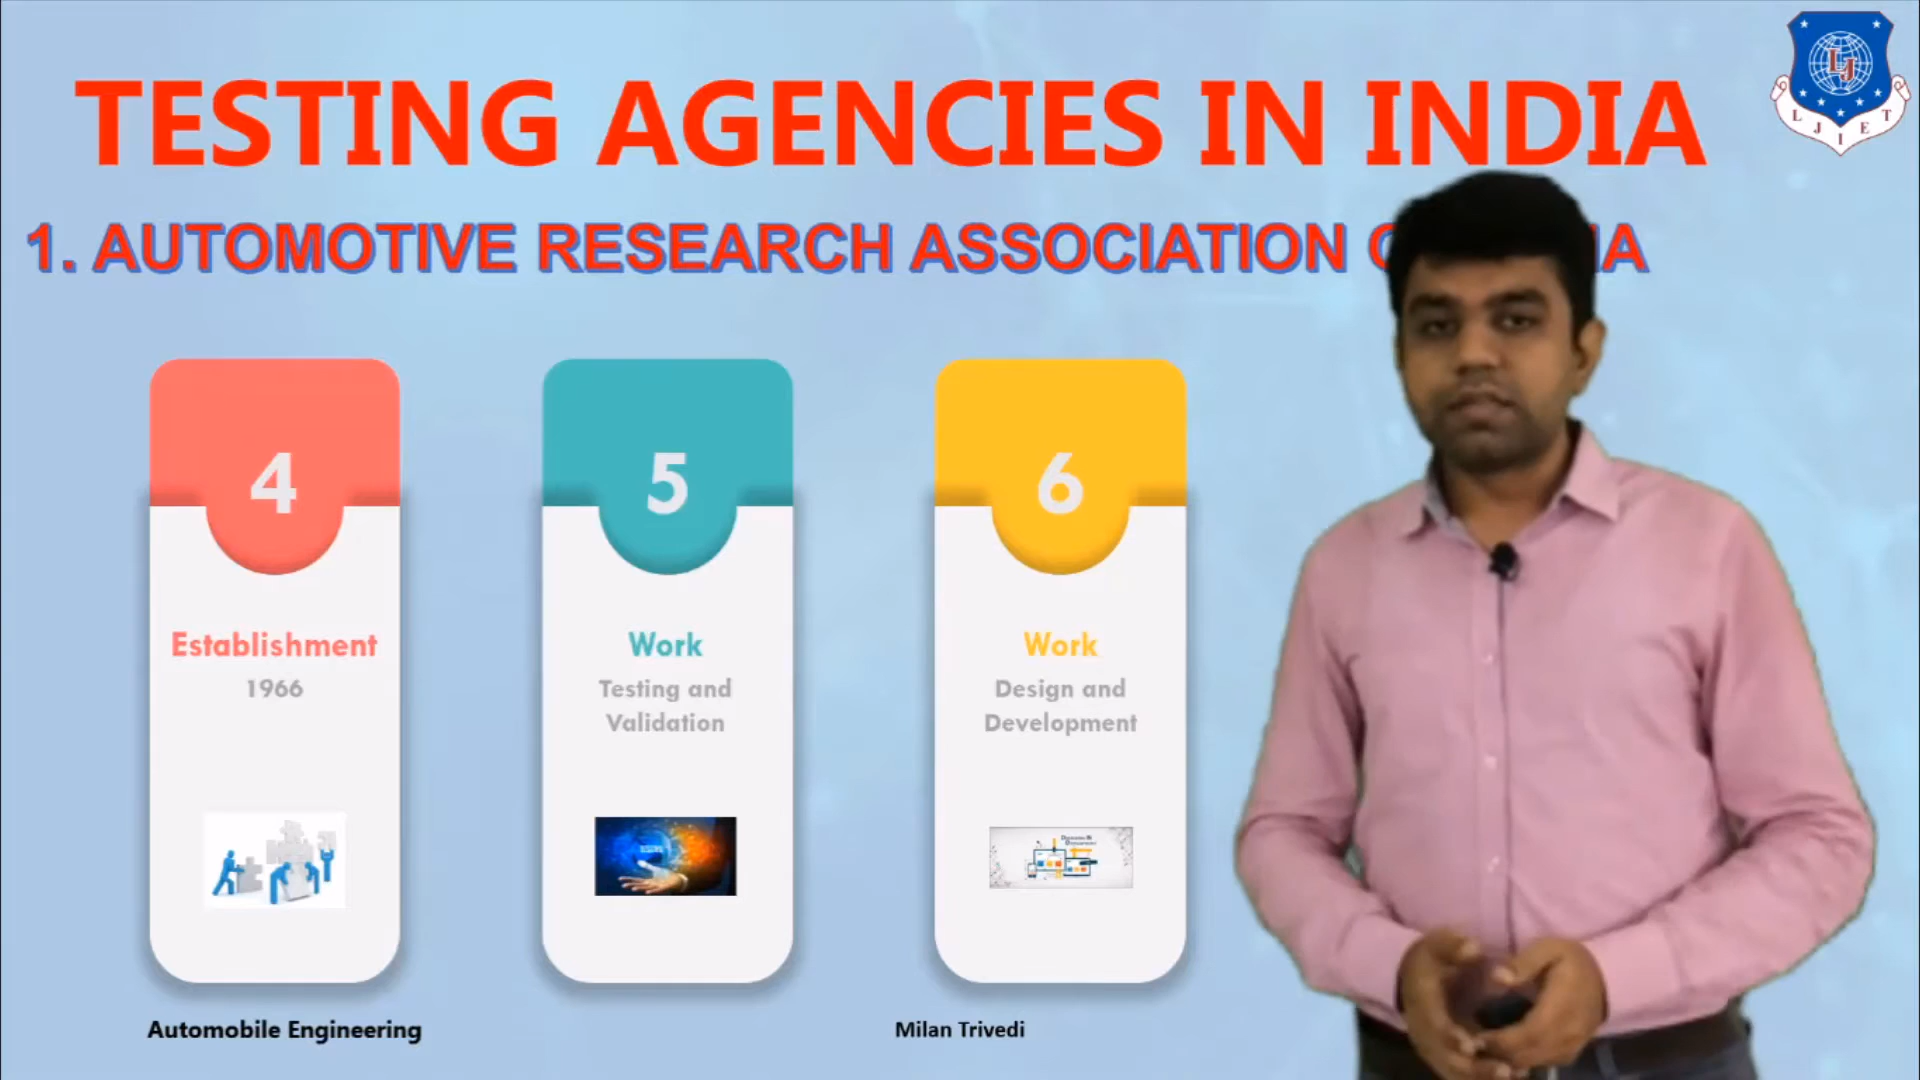 TESTING AGENCIES IN INDIA
LJ
L J I E T
1. AUTOMOTIVE RESEARCH ASSOCIATION
4
5
6
Establishment
1966
Work
Testing and
Validation
Work
Design and
Development
Automobile Engineering
Milan Trivedi